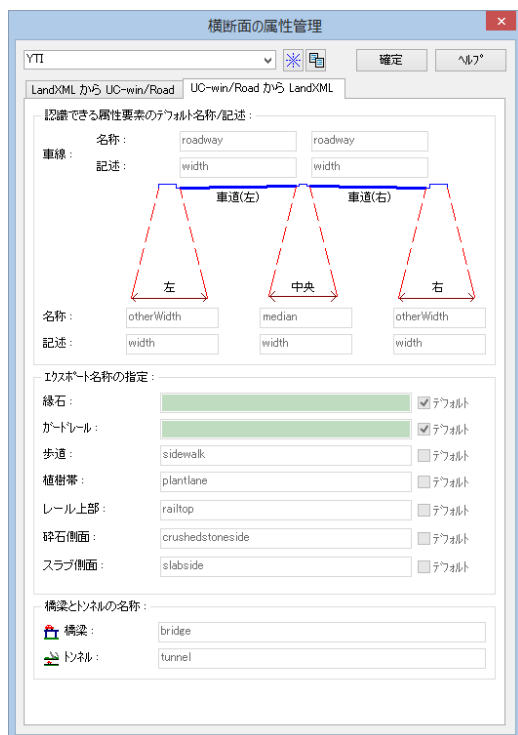 横断面の属性管理
YTI
確定
ﾍﾙﾌﾟ
LandXML から UC-win/Road
UC-win/Road から LandXML
認識できる属性要素のﾃﾞﾌｫﾙﾄ名称/記述：
車線：
名称： roadway roadway
記述： width width
車道(左) 車道(右)
左 中央 右
名称： otherWidth median otherWidth
記述： width width width
ｴｸｽﾎﾟｰﾄ名称の指定：
縁石： ﾃﾞﾌｫﾙﾄ
ｶﾞｰﾄﾞﾚｰﾙ： ﾃﾞﾌｫﾙﾄ
歩道： sidewalk ﾃﾞﾌｫﾙﾄ
植樹帯： plantlane ﾃﾞﾌｫﾙﾄ
レール上部： railtop ﾃﾞﾌｫﾙﾄ
砕石側面： crushedstoneside ﾃﾞﾌｫﾙﾄ
スラブ側面： slabside ﾃﾞﾌｫﾙﾄ
橋梁とﾄﾝﾈﾙの名称：
橋梁： bridge
ﾄﾝﾈﾙ： tunnel